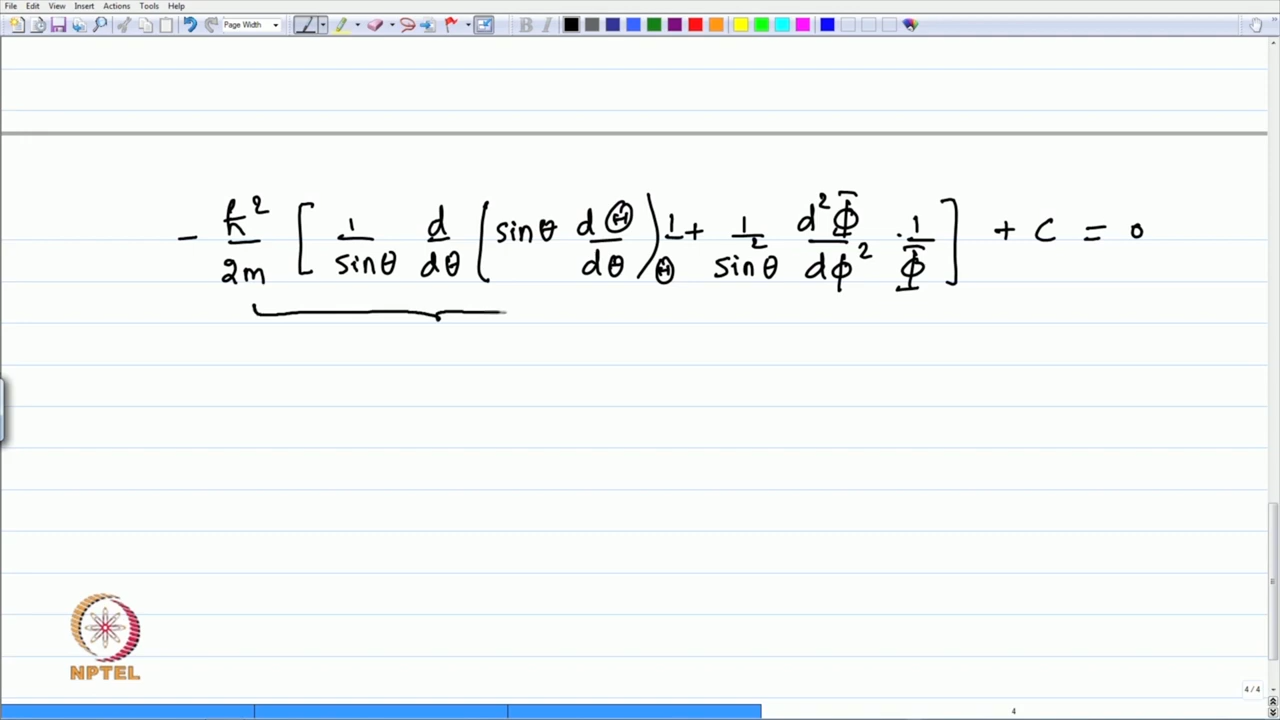 File Edit View Insert Actions Tools Help
Page Width
B I
- ℏ²/2m [ 1/sinθ d/dθ ( sinθ dΘ/dθ ) 1/Θ + 1/sin²θ d²Φ/dϕ² · 1/Φ ] + C = 0
NPTEL
4/4
4